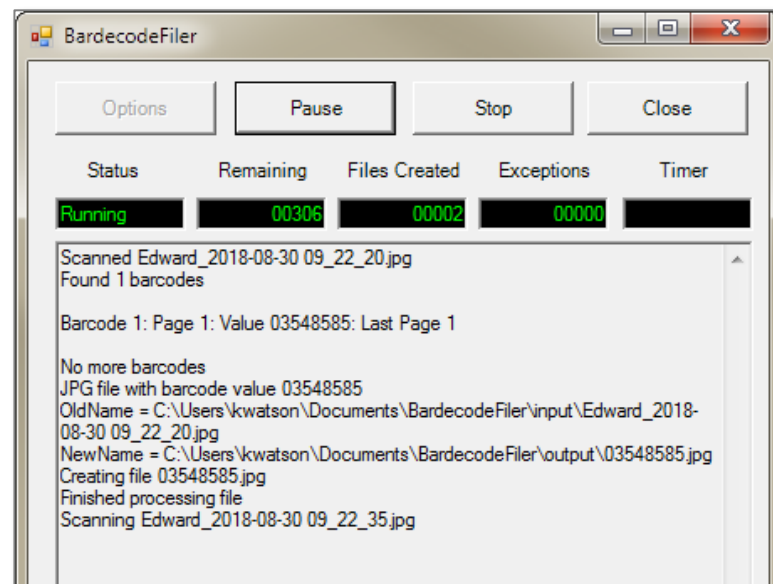 BardecodeFiler
Options Pause Stop Close
Status Remaining Files Created Exceptions Timer
Running 00306 00002 00000
Scanned Edward_2018-08-30 09_22_20.jpg
Found 1 barcodes
Barcode 1: Page 1: Value 03548585: Last Page 1
No more barcodes
JPG file with barcode value 03548585
OldName = C:\Users\kwatson\Documents\BardecodeFiler\input\Edward_2018-
08-30 09_22_20.jpg
NewName = C:\Users\kwatson\Documents\BardecodeFiler\output\03548585.jpg
Creating file 03548585.jpg
Finished processing file
Scanning Edward_2018-08-30 09_22_35.jpg